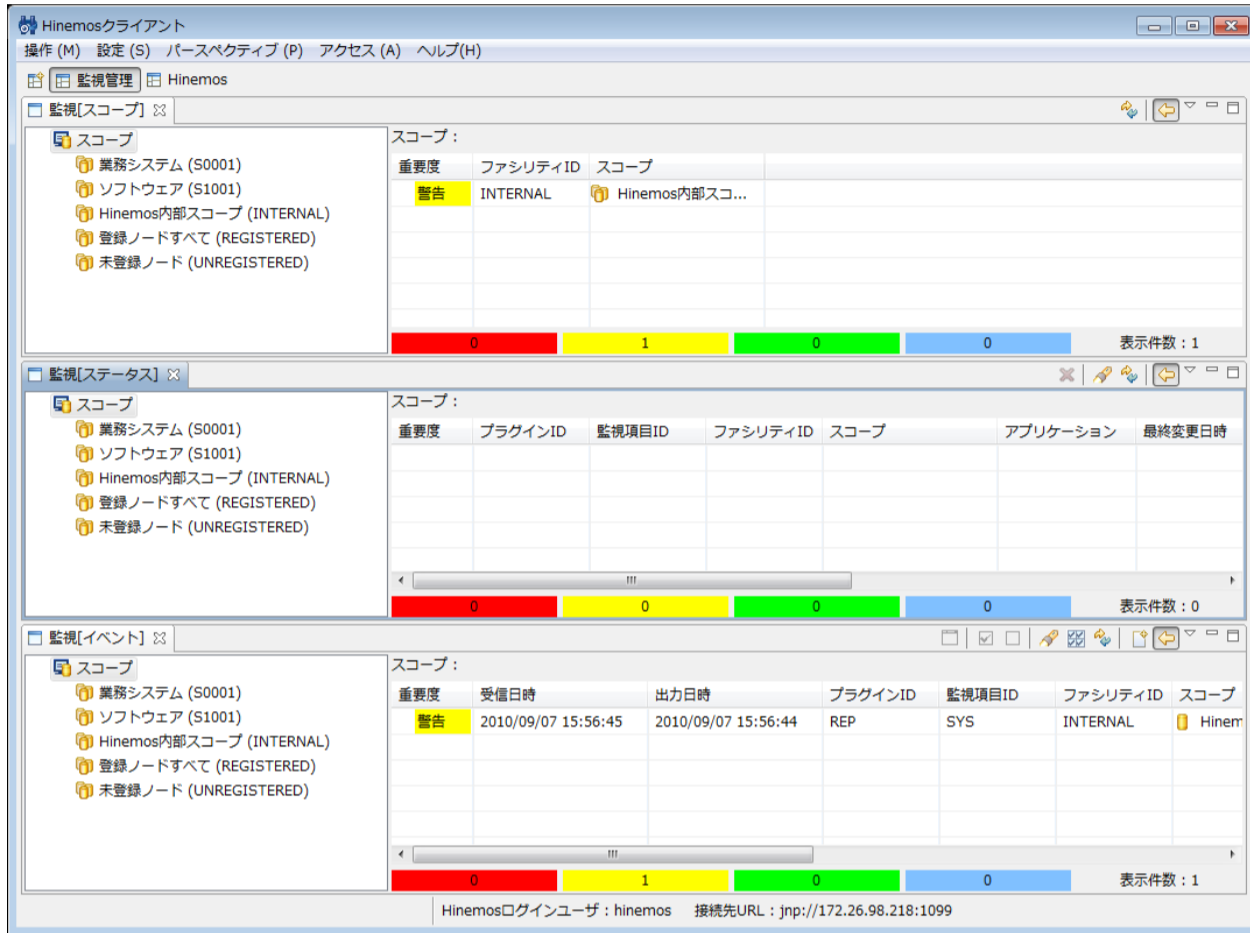 Hinemosクライアント
操作 (M) 設定 (S) パースペクティブ (P) アクセス (A) ヘルプ(H)
監視管理 Hinemos
監視[スコープ]
スコープ
業務システム (S0001)
ソフトウェア (S1001)
Hinemos内部スコープ (INTERNAL)
登録ノードすべて (REGISTERED)
未登録ノード (UNREGISTERED)
スコープ :
重要度 ファシリティID スコープ
警告 INTERNAL Hinemos内部スコ...
0 1 0 0 表示件数 : 1
監視[ステータス]
スコープ
業務システム (S0001)
ソフトウェア (S1001)
Hinemos内部スコープ (INTERNAL)
登録ノードすべて (REGISTERED)
未登録ノード (UNREGISTERED)
スコープ :
重要度 プラグインID 監視項目ID ファシリティID スコープ アプリケーション 最終変更日時
0 0 0 0 表示件数 : 0
監視[イベント]
スコープ
業務システム (S0001)
ソフトウェア (S1001)
Hinemos内部スコープ (INTERNAL)
登録ノードすべて (REGISTERED)
未登録ノード (UNREGISTERED)
スコープ :
重要度 受信日時 出力日時 プラグインID 監視項目ID ファシリティID スコープ
警告 2010/09/07 15:56:45 2010/09/07 15:56:44 REP SYS INTERNAL Hinem
0 1 0 0 表示件数 : 1
Hinemosログインユーザ : hinemos 接続先URL : jnp://172.26.98.218:1099